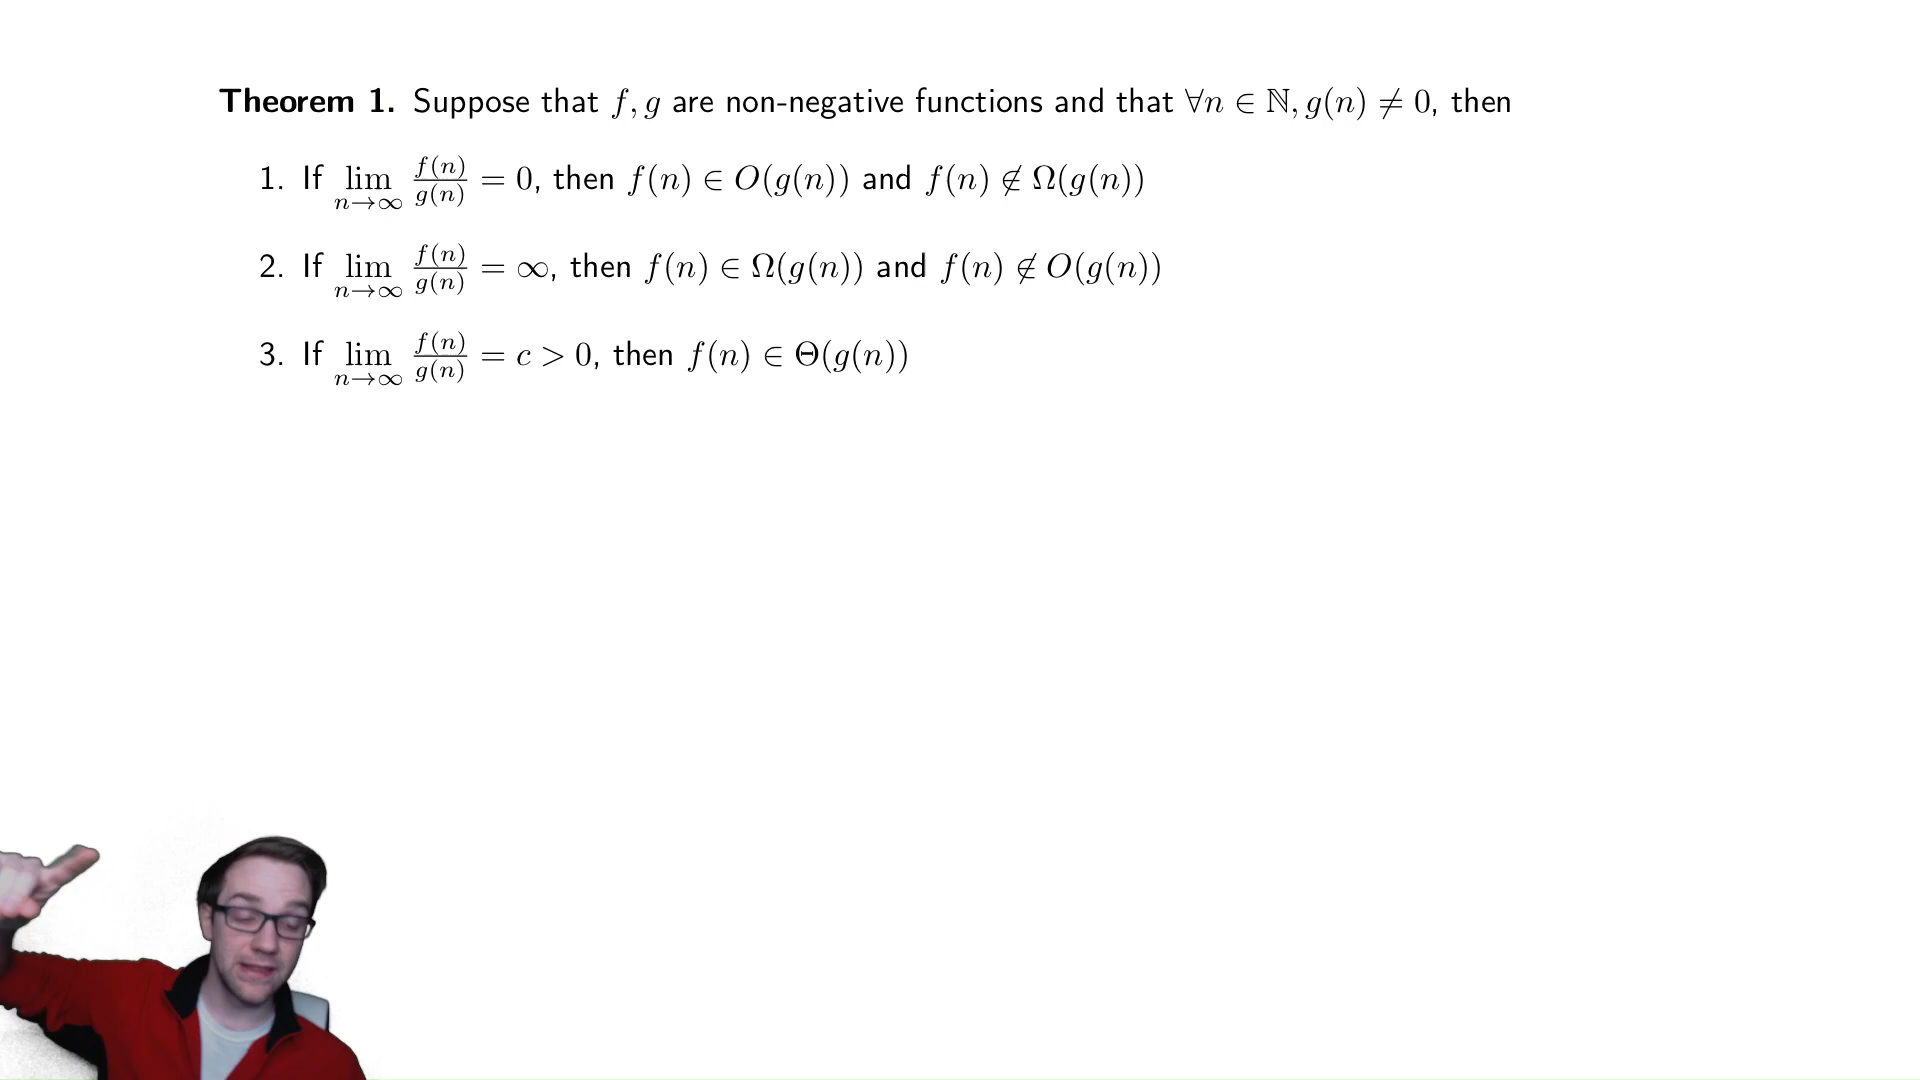 Theorem 1. Suppose that f, g are non-negative functions and that ∀n ∈ ℕ, g(n) ≠ 0, then
1. If lim_{n→∞} f(n)/g(n) = 0, then f(n) ∈ O(g(n)) and f(n) ∉ Ω(g(n))
2. If lim_{n→∞} f(n)/g(n) = ∞, then f(n) ∈ Ω(g(n)) and f(n) ∉ O(g(n))
3. If lim_{n→∞} f(n)/g(n) = c > 0, then f(n) ∈ Θ(g(n))